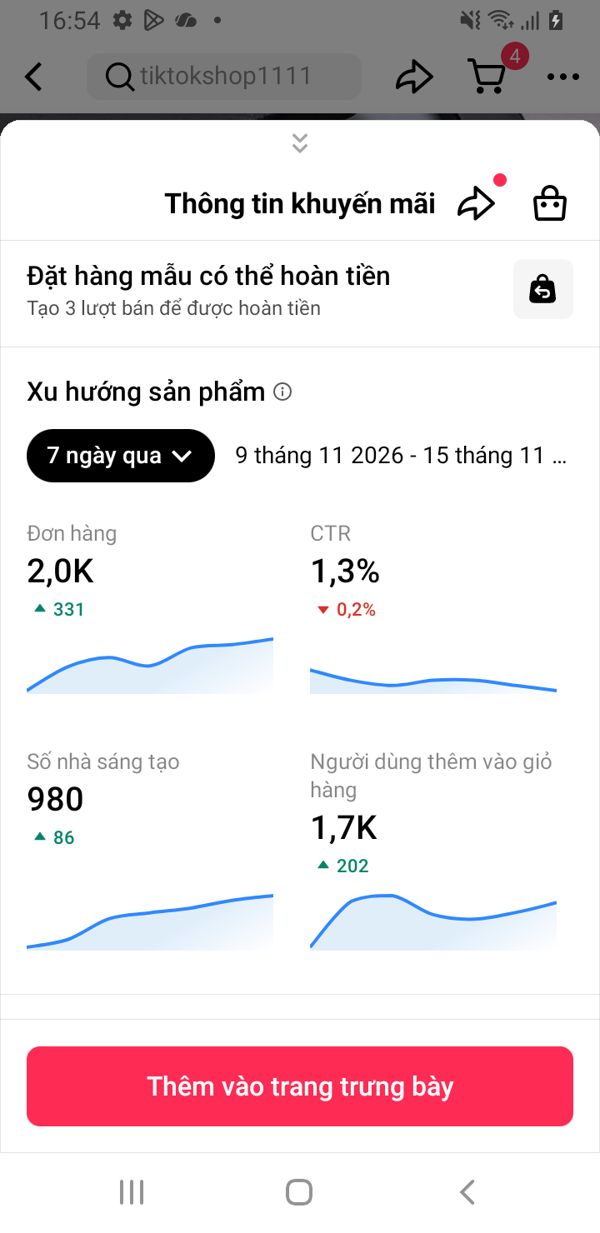 16:54
tiktokshop1111
4
Thông tin khuyến mãi
Đặt hàng mẫu có thể hoàn tiền
Tạo 3 lượt bán để được hoàn tiền
Xu hướng sản phẩm
7 ngày qua
9 tháng 11 2026 - 15 tháng 11 ...
Đơn hàng
2,0K
331
CTR
1,3%
0,2%
Số nhà sáng tạo
980
86
Người dùng thêm vào giỏ
hàng
1,7K
202
Thêm vào trang trưng bày